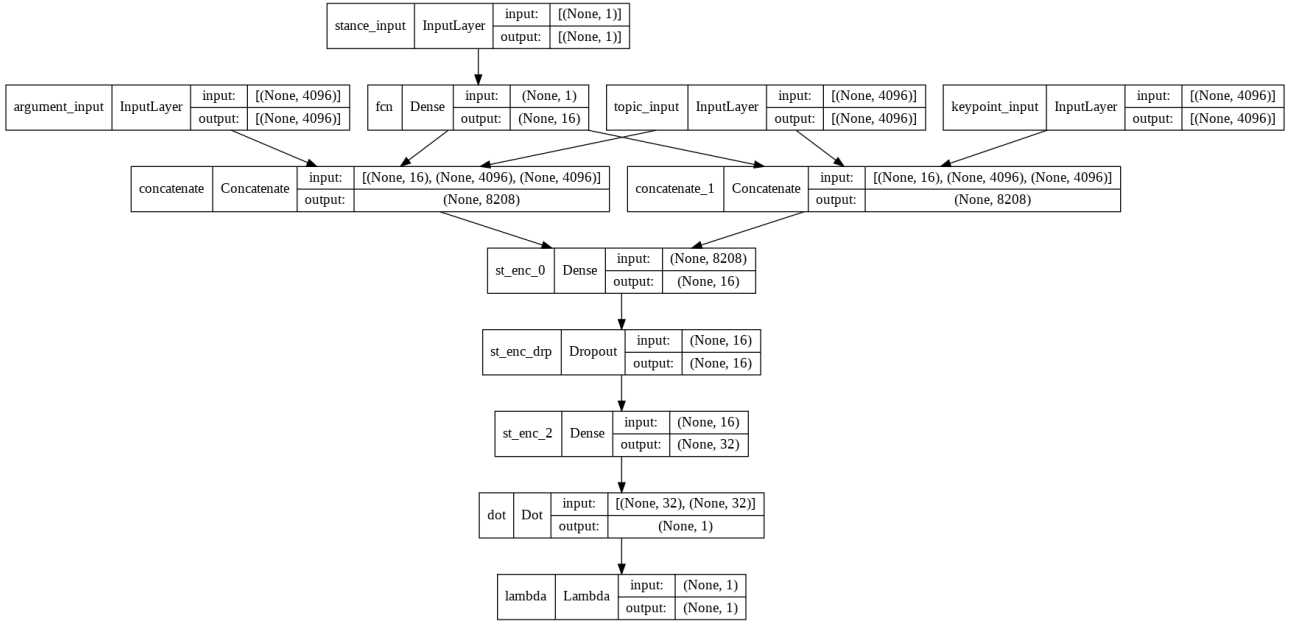 stance_input InputLayer input: [(None, 1)]
output: [(None, 1)]
argument_input InputLayer input: [(None, 4096)]
output: [(None, 4096)]
fcn Dense input: (None, 1)
output: (None, 16)
topic_input InputLayer input: [(None, 4096)]
output: [(None, 4096)]
keypoint_input InputLayer input: [(None, 4096)]
output: [(None, 4096)]
concatenate Concatenate input: [(None, 16), (None, 4096), (None, 4096)]
output: (None, 8208)
concatenate_1 Concatenate input: [(None, 16), (None, 4096), (None, 4096)]
output: (None, 8208)
st_enc_0 Dense input: (None, 8208)
output: (None, 16)
st_enc_drp Dropout input: (None, 16)
output: (None, 16)
st_enc_2 Dense input: (None, 16)
output: (None, 32)
dot Dot input: [(None, 32), (None, 32)]
output: (None, 1)
lambda Lambda input: (None, 1)
output: (None, 1)